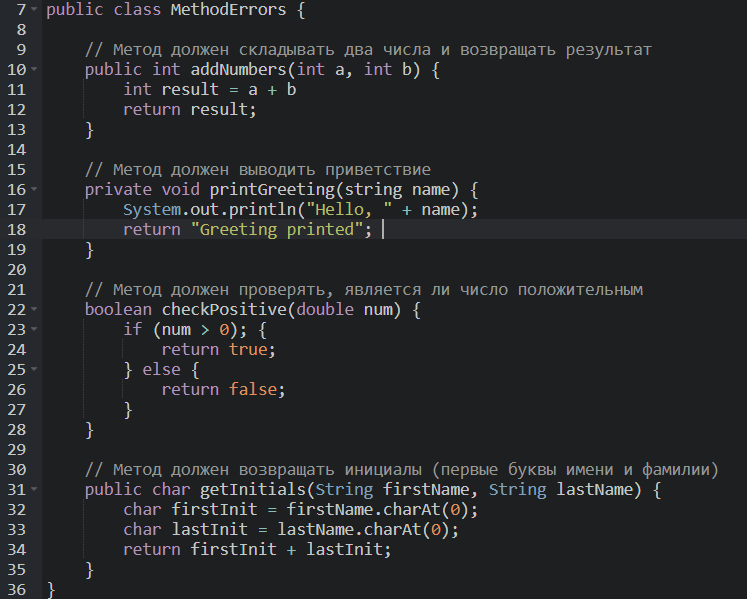 7 public class MethodErrors {
8
9 // Метод должен складывать два числа и возвращать результат
10 public int addNumbers(int a, int b) {
11 int result = a + b
12 return result;
13 }
14
15 // Метод должен выводить приветствие
16 private void printGreeting(string name) {
17 System.out.println("Hello, " + name);
18 return "Greeting printed";
19 }
20
21 // Метод должен проверять, является ли число положительным
22 boolean checkPositive(double num) {
23 if (num > 0); {
24 return true;
25 } else {
26 return false;
27 }
28 }
29
30 // Метод должен возвращать инициалы (первые буквы имени и фамилии)
31 public char getInitials(String firstName, String lastName) {
32 char firstInit = firstName.charAt(0);
33 char lastInit = lastName.charAt(0);
34 return firstInit + lastInit;
35 }
36 }